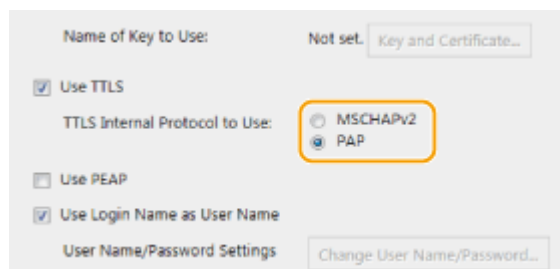 Name of Key to Use: Not set. Key and Certificate...
Use TTLS
TTLS Internal Protocol to Use: MSCHAPv2
PAP
Use PEAP
Use Login Name as User Name
User Name/Password Settings Change User Name/Password...